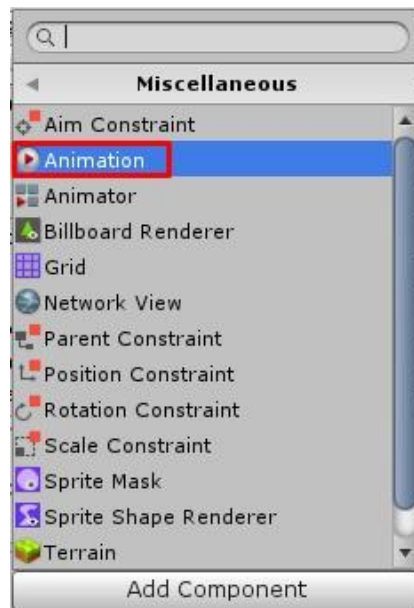 Miscellaneous
Aim Constraint
Animation
Animator
Billboard Renderer
Grid
Network View
Parent Constraint
Position Constraint
Rotation Constraint
Scale Constraint
Sprite Mask
Sprite Shape Renderer
Terrain
Add Component